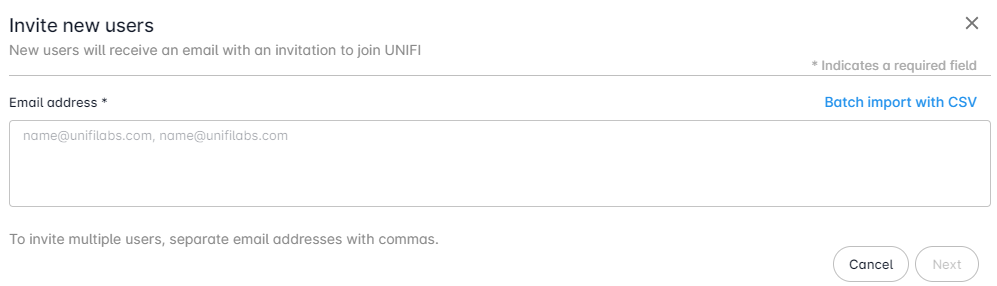 Invite new users
New users will receive an email with an invitation to join UNIFI
* Indicates a required field
Email address *
Batch import with CSV
name@unifilabs.com, name@unifilabs.com
To invite multiple users, separate email addresses with commas.
Cancel
Next